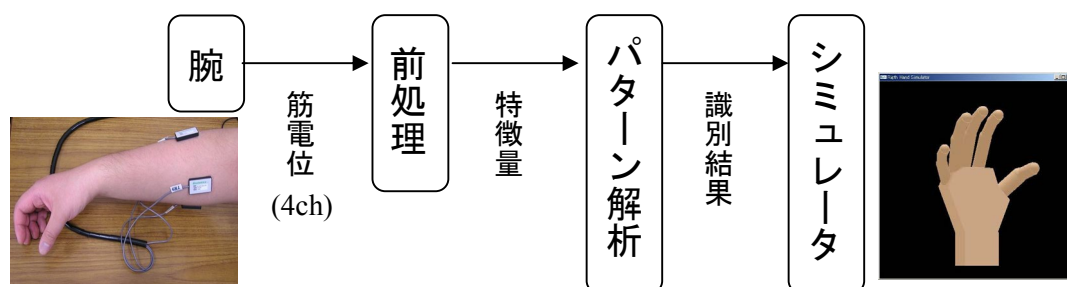 腕
筋電位
(4ch)
前処理
特徴量
パターン解析
識別結果
シミュレータ